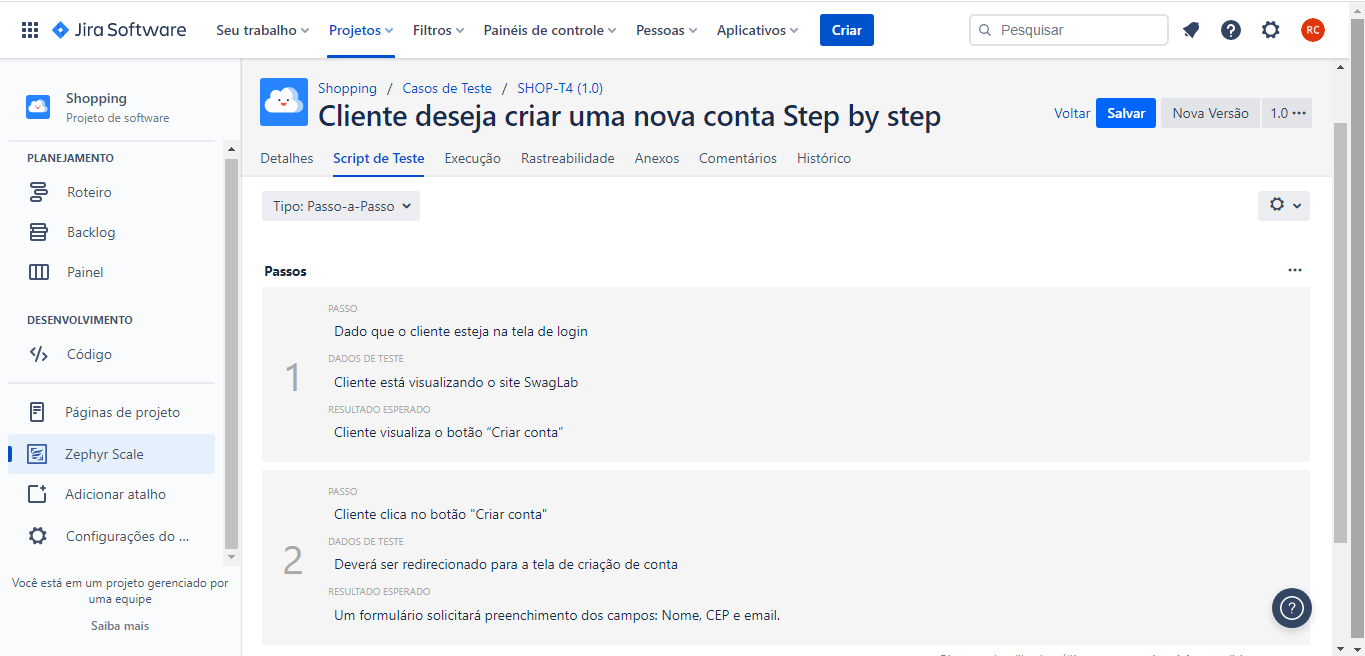 Jira Software Seu trabalho Projetos Filtros Painéis de controle Pessoas Aplicativos Criar Pesquisar RC
Shopping
Projeto de software
PLANEJAMENTO
Roteiro
Backlog
Painel
DESENVOLVIMENTO
Código
Páginas de projeto
Zephyr Scale
Adicionar atalho
Configurações do ...
Você está em um projeto gerenciado por
uma equipe
Saiba mais
Shopping / Casos de Teste / SHOP-T4 (1.0)
Cliente deseja criar uma nova conta Step by step
Voltar Salvar Nova Versão 1.0 •••
Detalhes Script de Teste Execução Rastreabilidade Anexos Comentários Histórico
Tipo: Passo-a-Passo
Passos •••
1
PASSO
Dado que o cliente esteja na tela de login
DADOS DE TESTE
Cliente está visualizando o site SwagLab
RESULTADO ESPERADO
Cliente visualiza o botão “Criar conta”
2
PASSO
Cliente clica no botão "Criar conta"
DADOS DE TESTE
Deverá ser redirecionado para a tela de criação de conta
RESULTADO ESPERADO
Um formulário solicitará preenchimento dos campos: Nome, CEP e email.